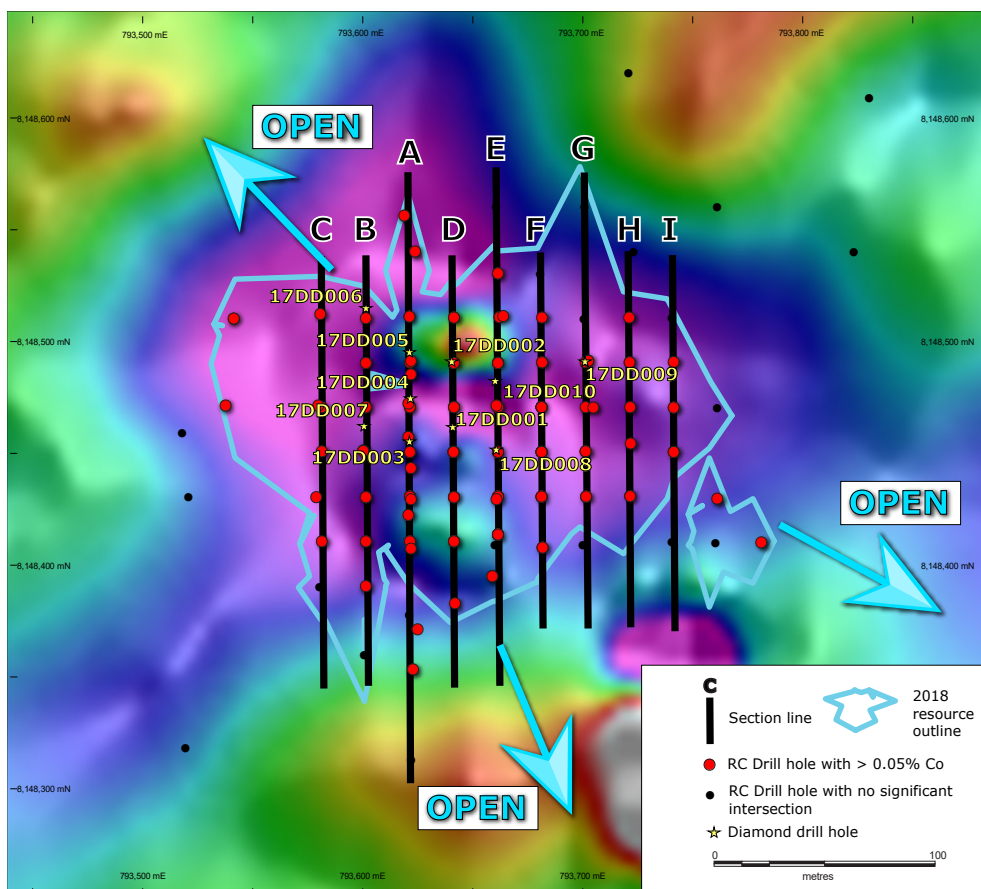 793,500 mE
793,600 mE
793,700 mE
793,800 mE
8,148,600 mN
8,148,600 mN
OPEN
A
E
G
C
B
D
F
H
I
17DD006
8,148,500 mN
8,148,500 mN
17DD005
17DD002
17DD004
17DD009
17DD010
17DD007
17DD001
17DD003
17DD008
OPEN
8,148,400 mN
8,148,400 mN
8,148,300 mN
OPEN
793,500 mE
793,600 mE
793,700 mE
C
Section line
2018
resource
outline
RC Drill hole with > 0.05% Co
RC Drill hole with no significant
intersection
Diamond drill hole
0
100
metres